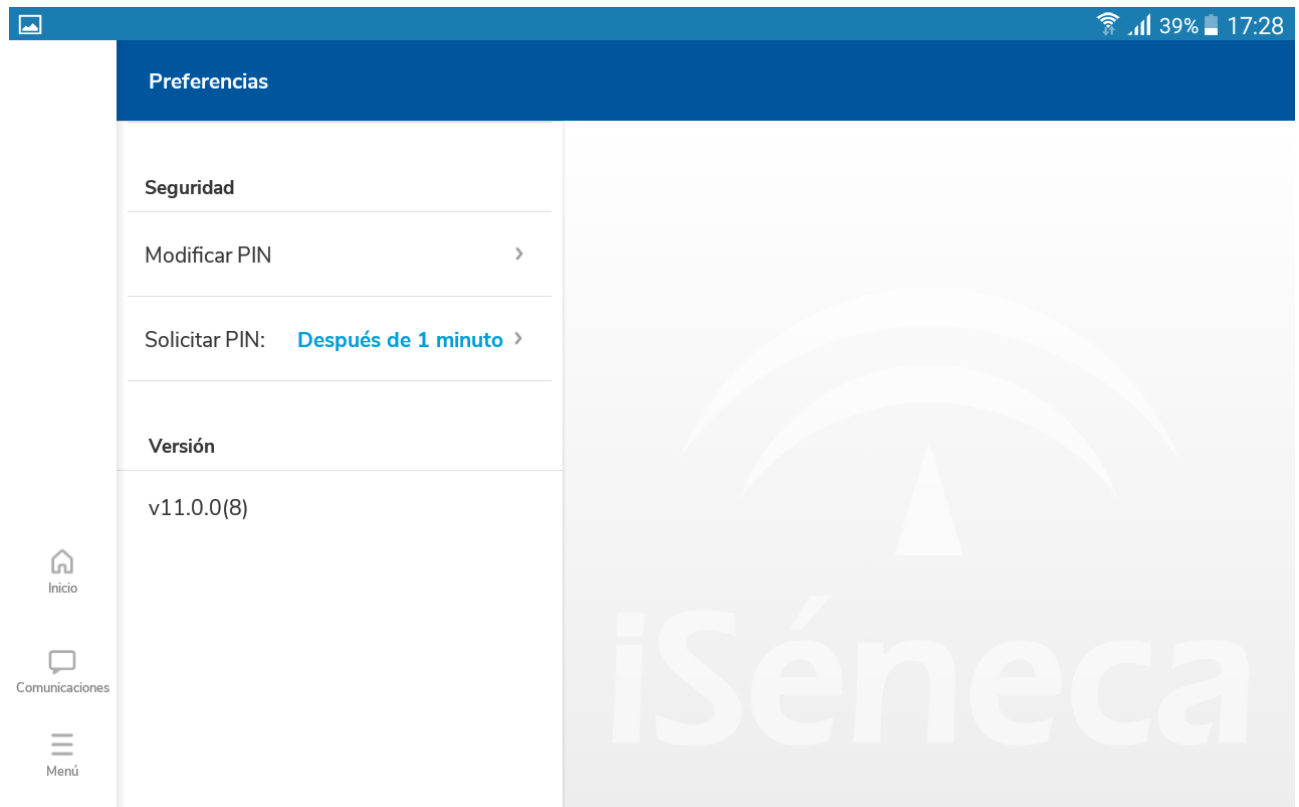 39% 17:28
Preferencias
Seguridad
Modificar PIN
Solicitar PIN: Después de 1 minuto
Versión
v11.0.0(8)
Inicio
Comunicaciones
Menú
iSéneca